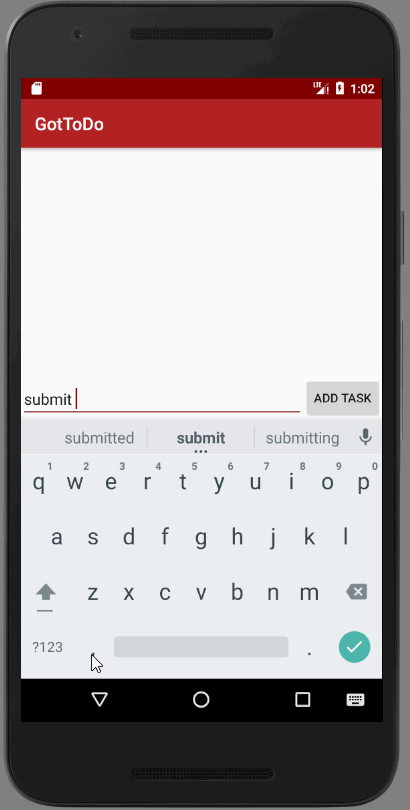 LTE 1:02
GotToDo
submit ADD TASK
submitted submit submitting
1 2 3 4 5 6 7 8 9 0
q w e r t y u i o p
a s d f g h j k l
z x c v b n m
?123 , .